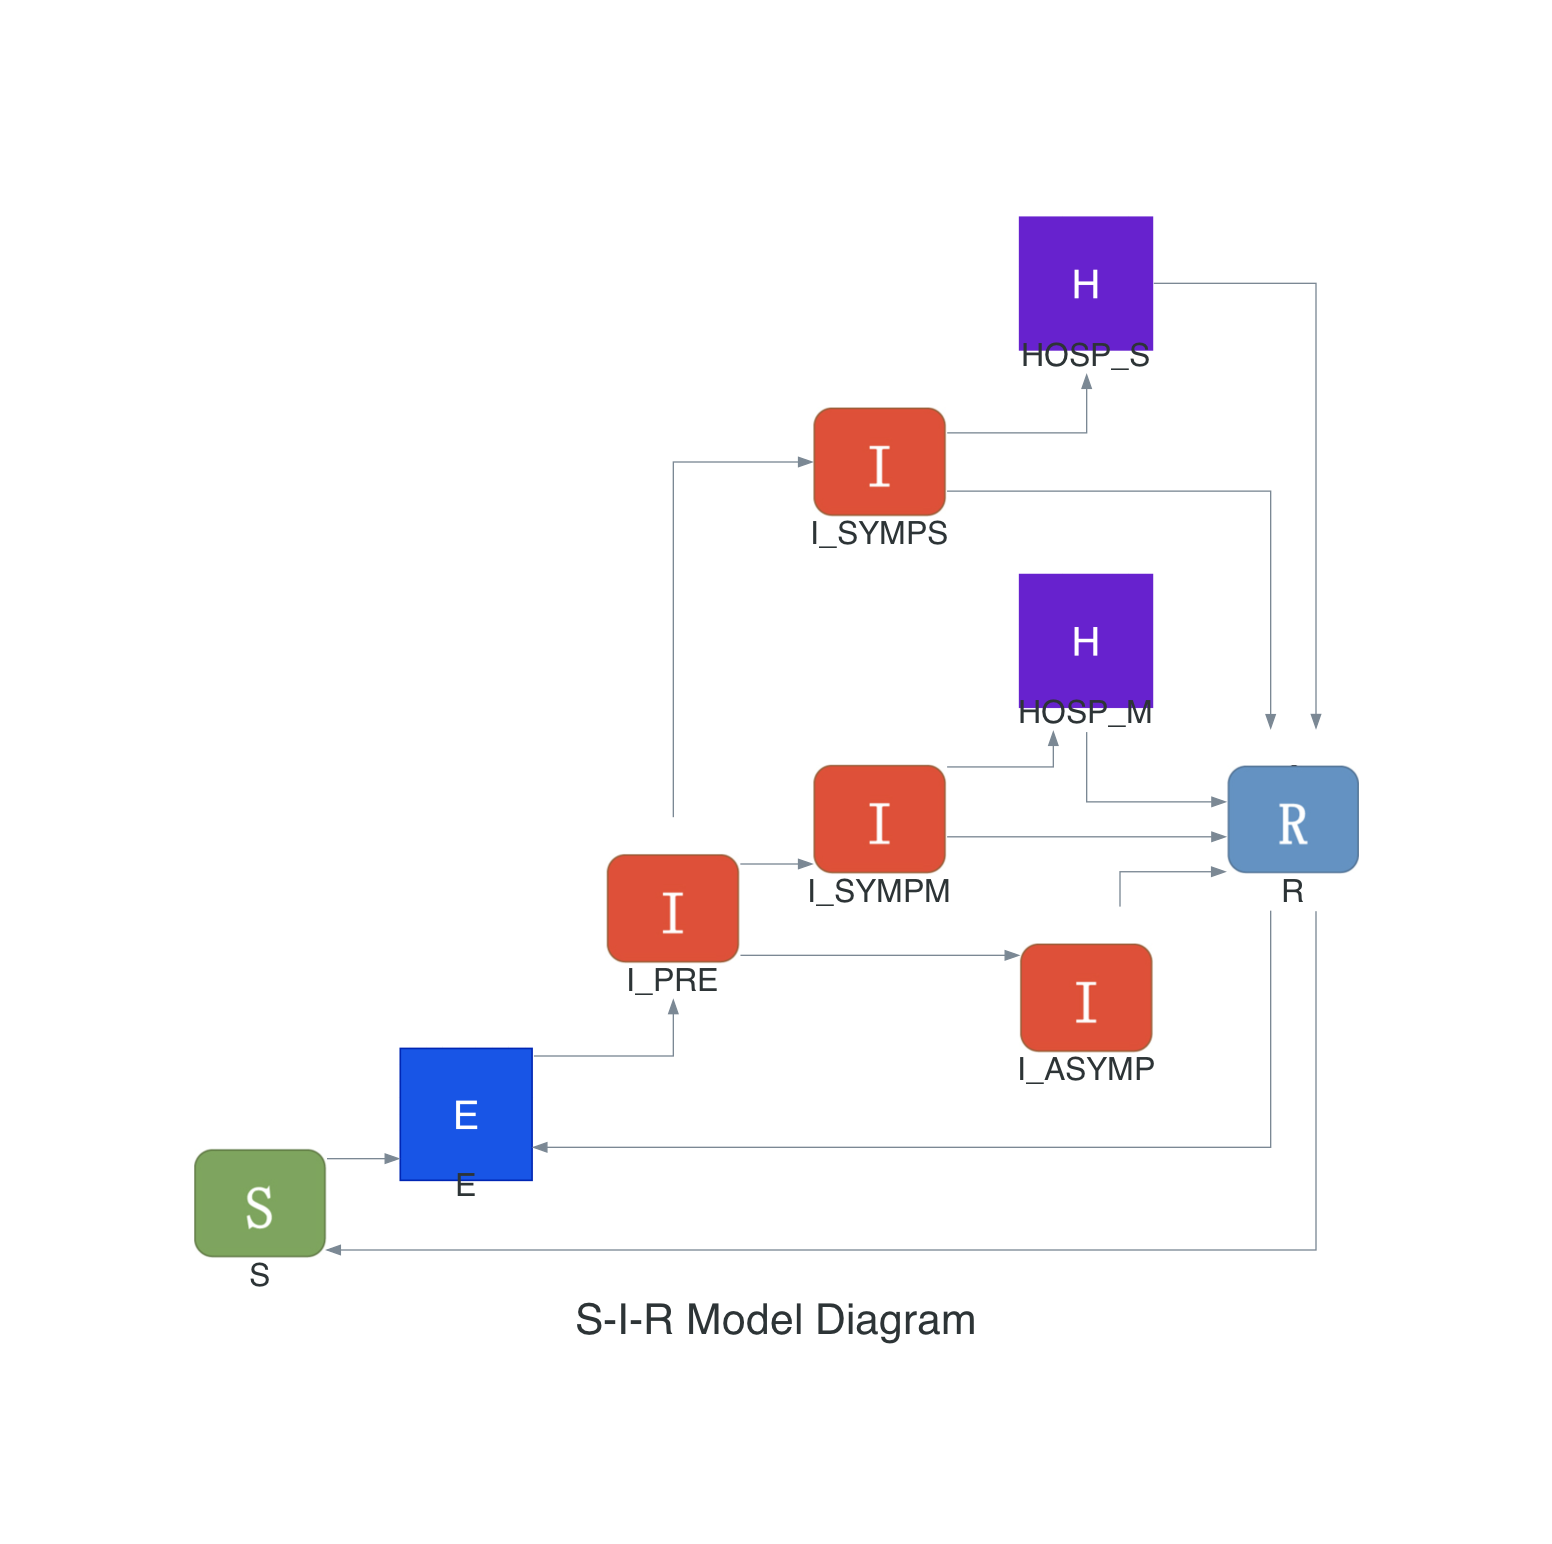 H
HOSP_S
I
I_SYMPS
H
HOSP_M
I
I_SYMPM
R
R
I
I_PRE
I
I_ASYMP
E
E
S
S
S-I-R Model Diagram